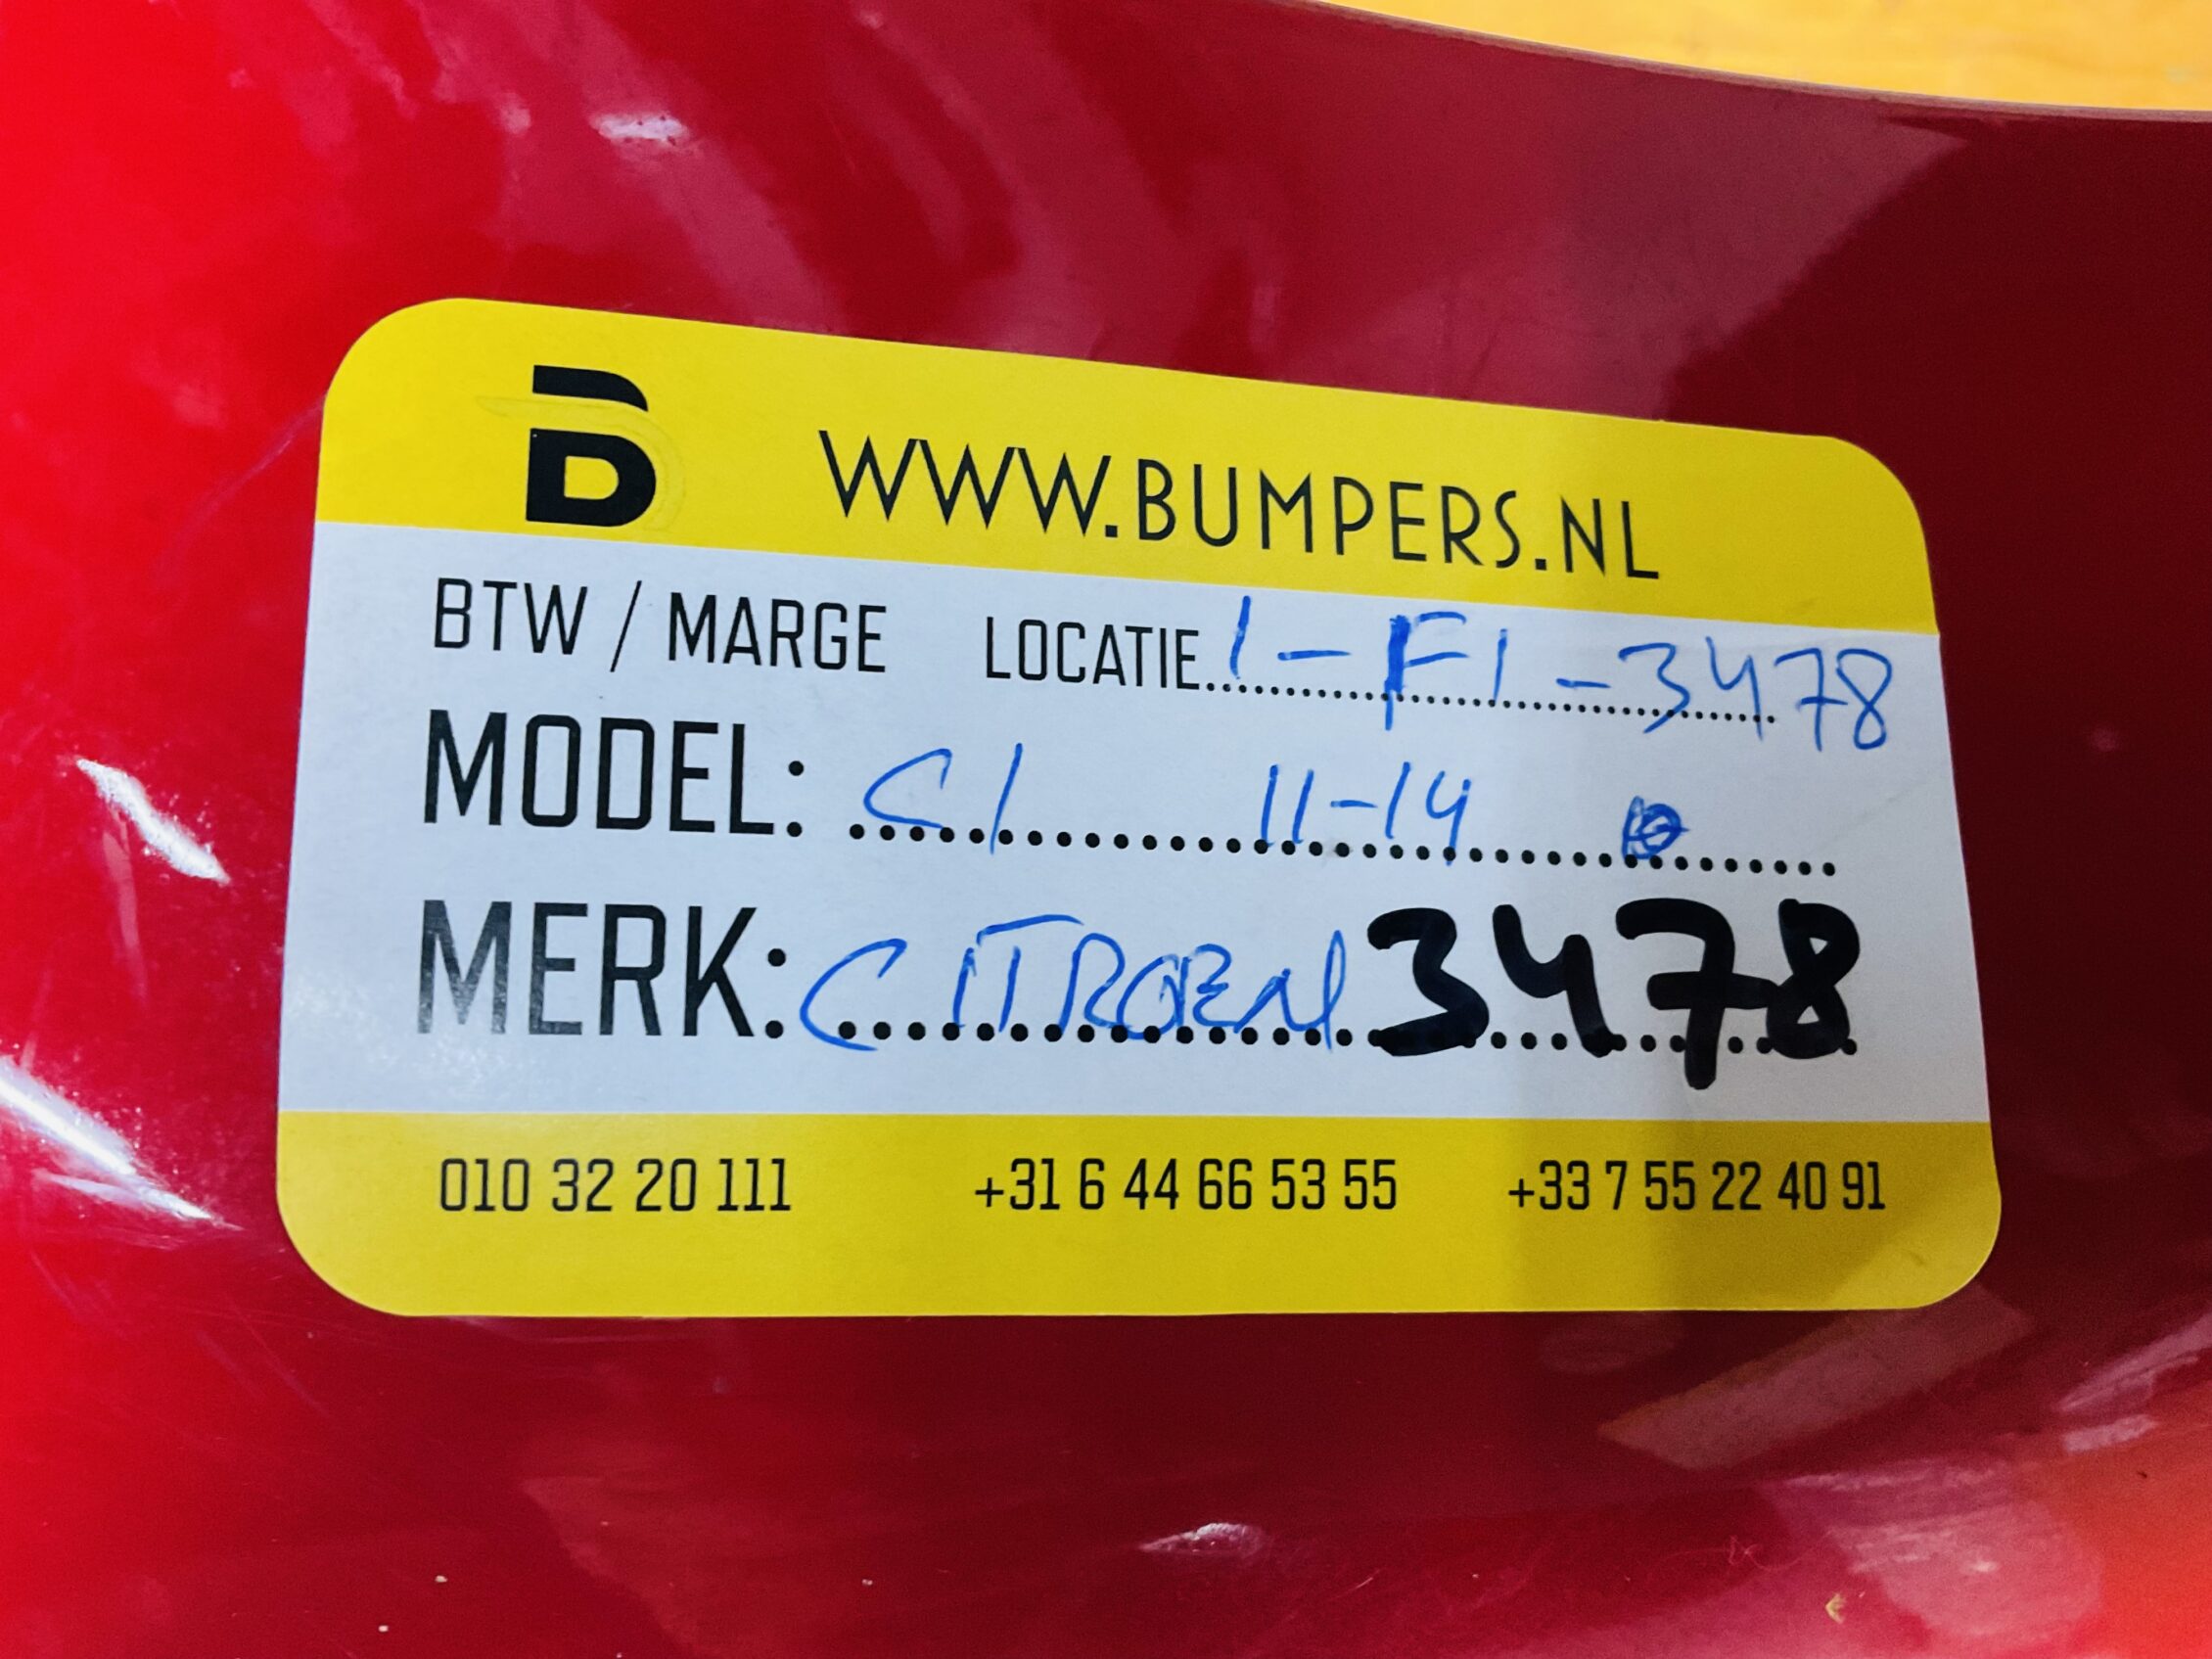 B WWW.BUMPERS.NL
BTW / MARGE LOCATIE. 1-F1-3478
MODEL: C1 11-14
MERK: CITROEN 3478
010 32 20 111 +31 6 44 66 53 55 +33 7 55 22 40 91